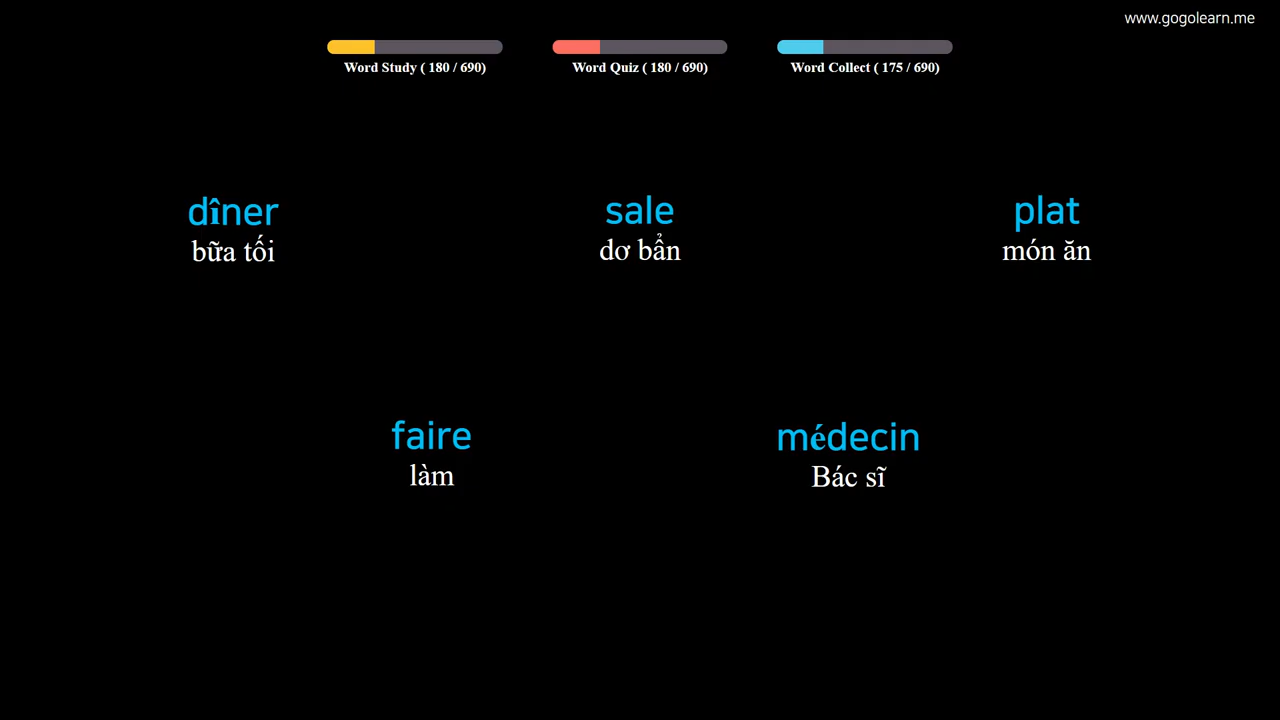 www.gogolearn.me
Word Study ( 180 / 690)
Word Quiz ( 180 / 690)
Word Collect ( 175 / 690)
dîner
bữa tối
sale
dơ bẩn
plat
món ăn
faire
làm
médecin
Bác sĩ